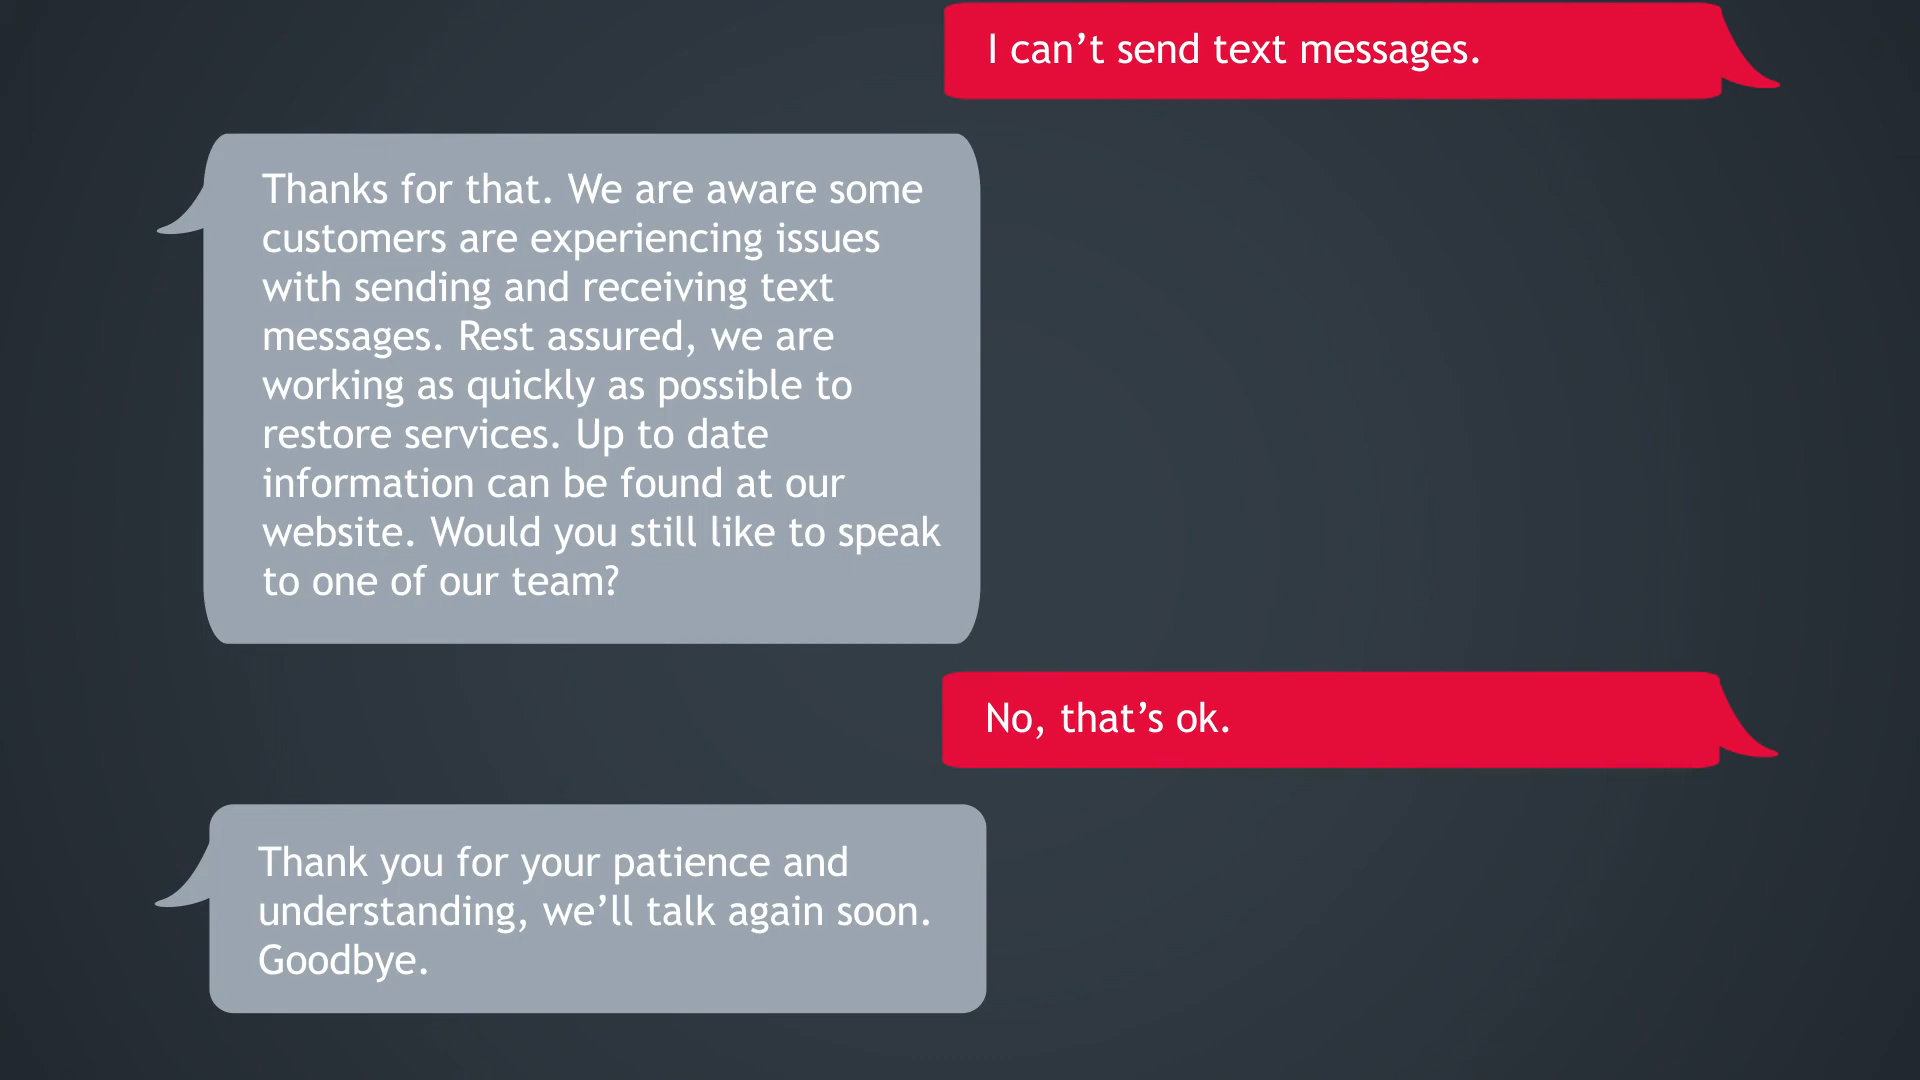 I can’t send text messages.
Thanks for that. We are aware some
customers are experiencing issues
with sending and receiving text
messages. Rest assured, we are
working as quickly as possible to
restore services. Up to date
information can be found at our
website. Would you still like to speak
to one of our team?
No, that’s ok.
Thank you for your patience and
understanding, we’ll talk again soon.
Goodbye.